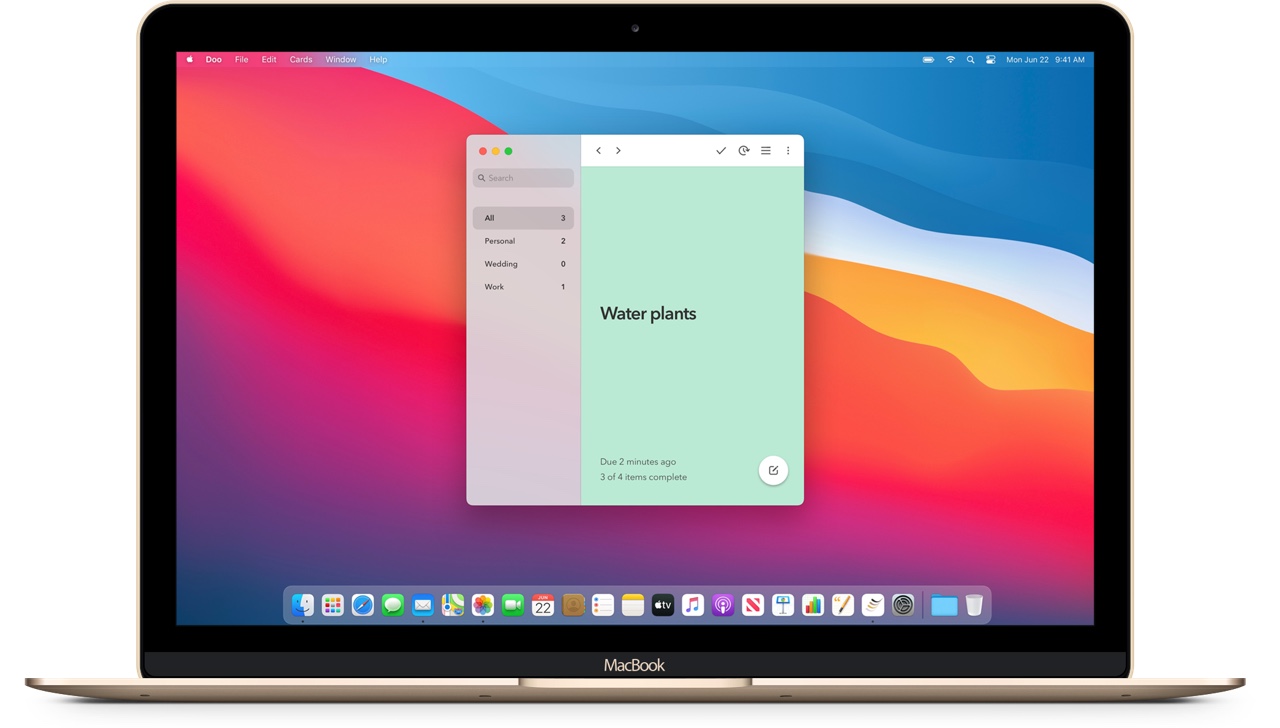 Doo File Edit Cards Window Help Mon Jun 22 9:41 AM
Search
All 3
Personal 2
Wedding 0
Work 1
Water plants
Due 2 minutes ago
3 of 4 items complete
JUN
22
tv
MacBook